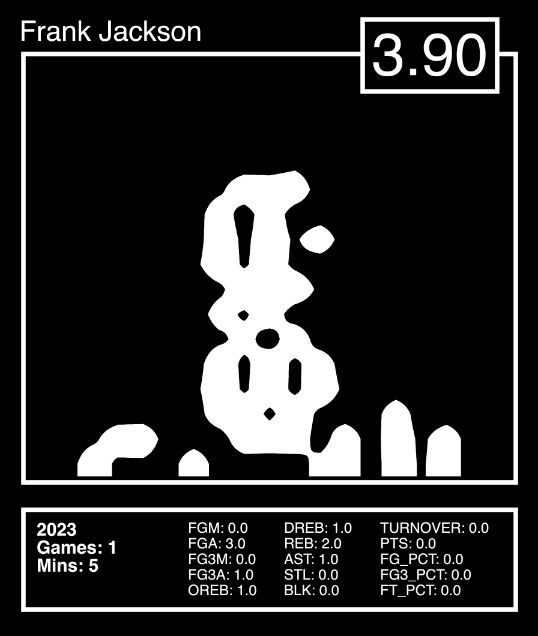 Frank Jackson
3.90
2023
Games: 1
Mins: 5
FGM: 0.0
FGA: 3.0
FG3M: 0.0
FG3A: 1.0
OREB: 1.0
DREB: 1.0
REB: 2.0
AST: 1.0
STL: 0.0
BLK: 0.0
TURNOVER: 0.0
PTS: 0.0
FG_PCT: 0.0
FG3_PCT: 0.0
FT_PCT: 0.0